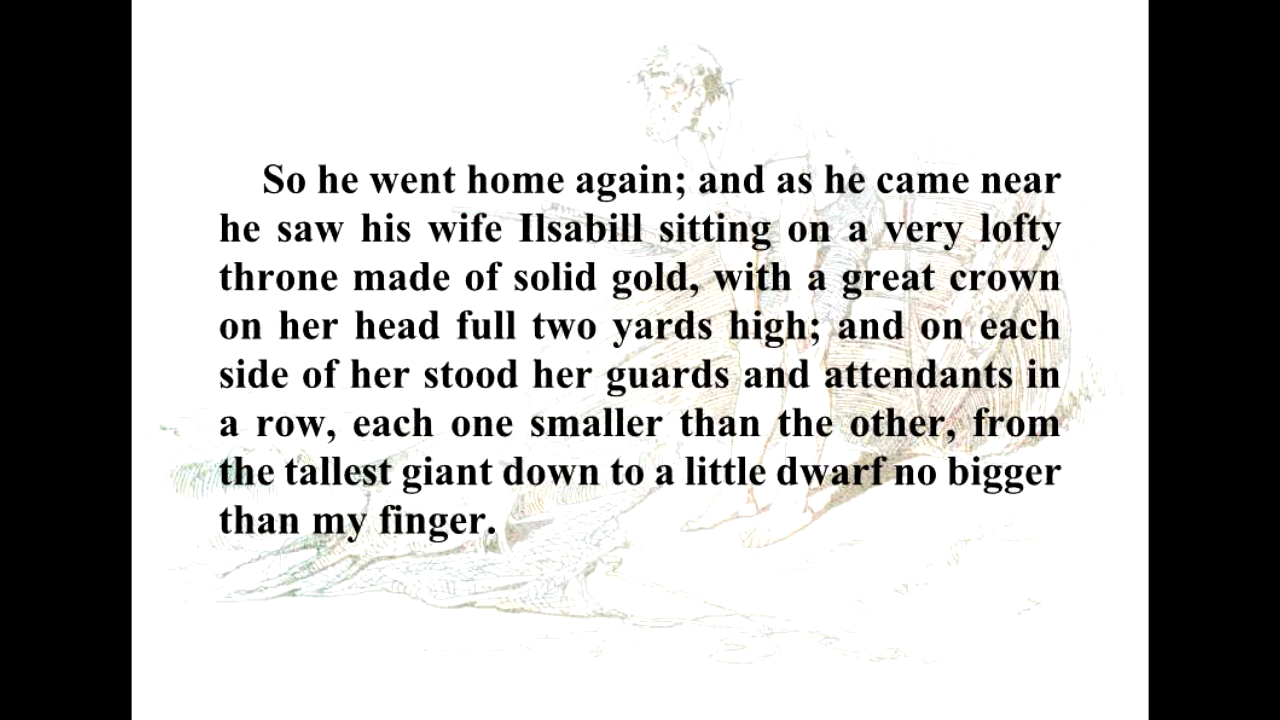 So he went home again; and as he came near
he saw his wife Ilsabill sitting on a very lofty
throne made of solid gold, with a great crown
on her head full two yards high; and on each
side of her stood her guards and attendants in
a row, each one smaller than the other, from
the tallest giant down to a little dwarf no bigger
than my finger.